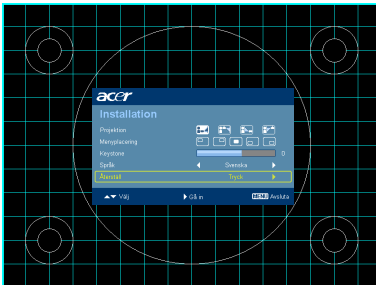 acer
Installation
Projektion
Menyplacering
Keystone 0
Språk Svenska
Återställ Tryck
Välj Gå in MENU Avsluta